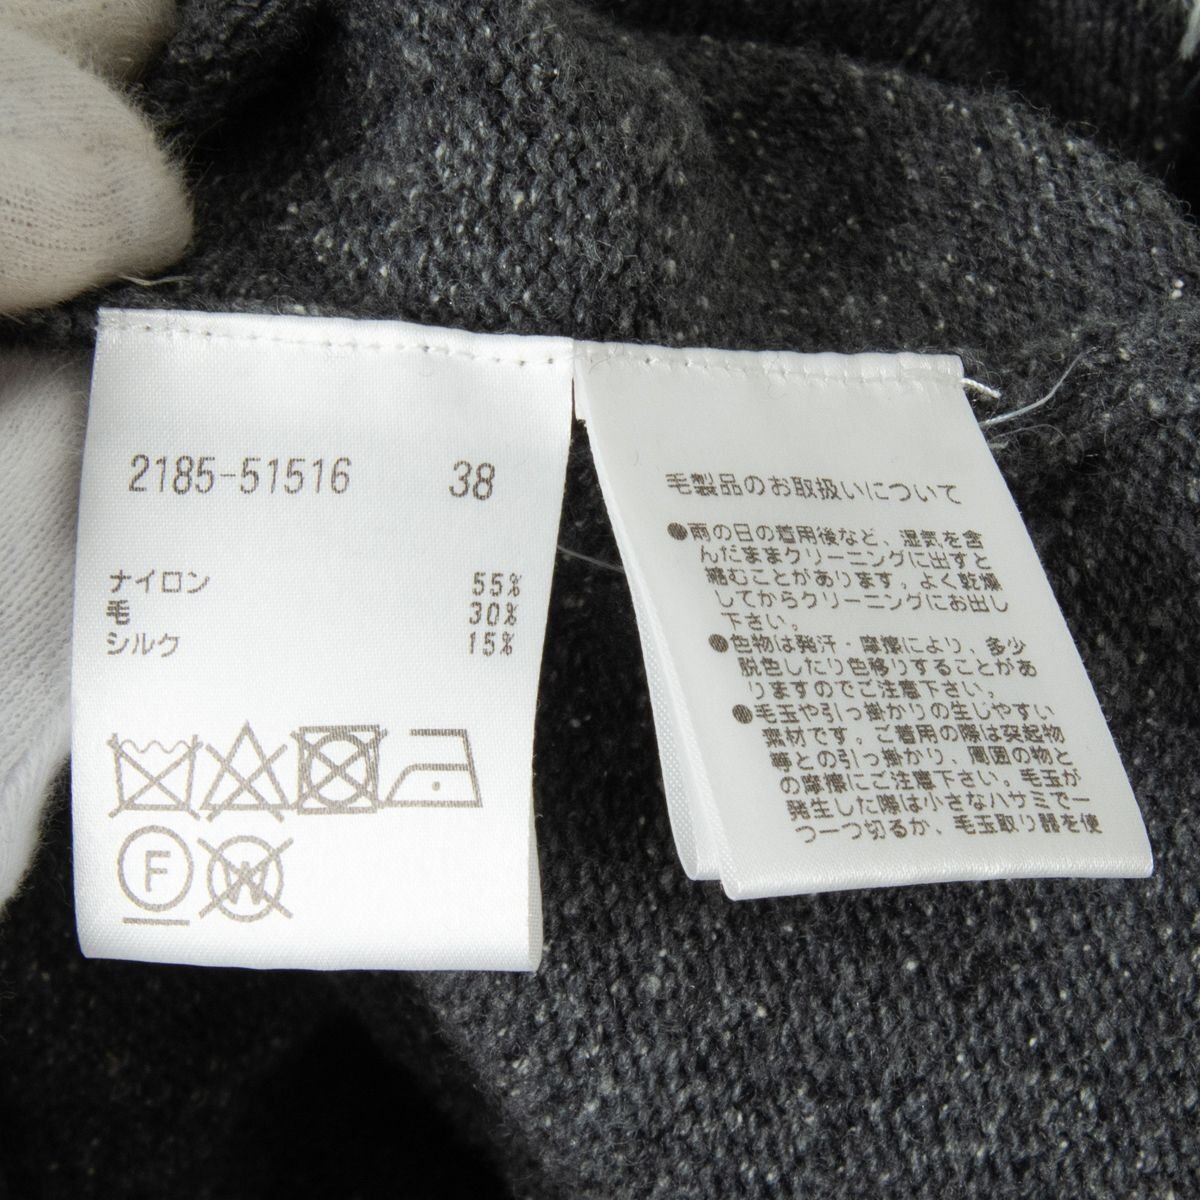 2185-51516 38
ナイロン 55%
毛 30%
シルク 15%
F
W
毛製品のお取扱いについて
●雨の日の着用後など、湿気を含
んだままクリーニングに出すと
縮むことがあります。よく乾燥
してからクリーニングにお出し
下さい。
●色物は発汗・摩擦により、多少
脱色したり色移りすることがあ
りますのでご注意下さい。
●毛玉や引っ掛かりの生じやすい
素材です。ご着用の際は突起物
等との引っ掛かり、周囲の物と
の摩擦にご注意下さい。毛玉が
発生した際は小さなハサミで一
つ一つ切るか、毛玉取り器を使